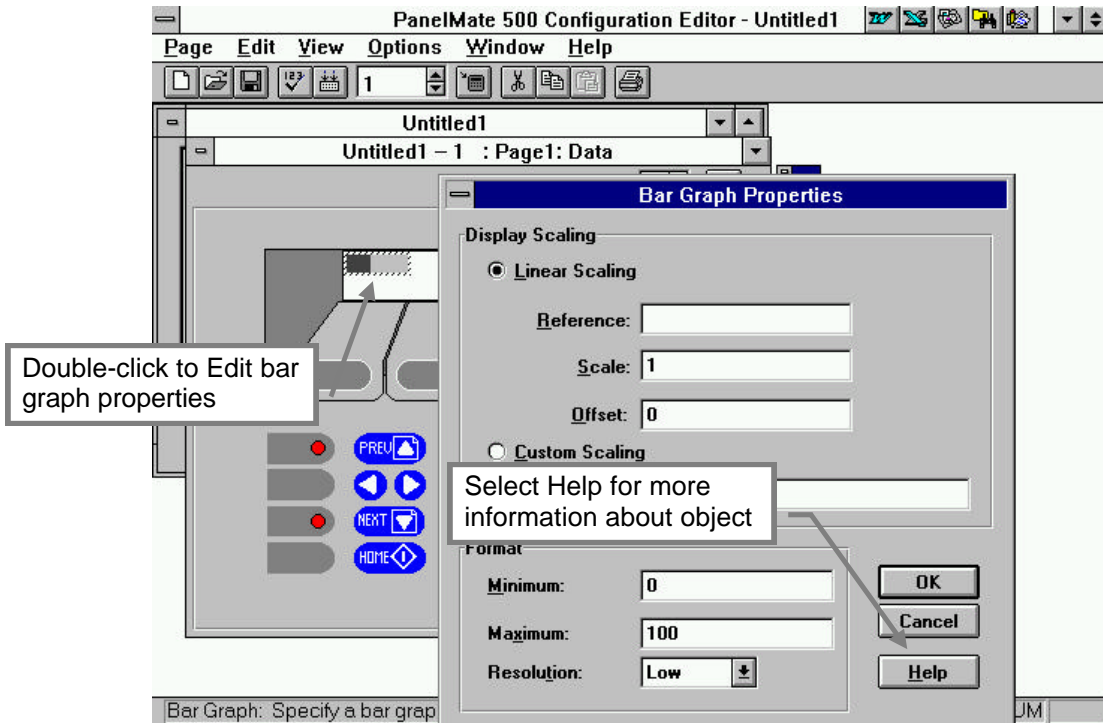 PanelMate 500 Configuration Editor - Untitled1
Page Edit View Options Window Help
123
1
Untitled1
Untitled1 – 1 : Page1: Data
Bar Graph Properties
Display Scaling
Linear Scaling
Reference:
Scale: 1
Offset: 0
Custom Scaling
Double-click to Edit bar
graph properties
PREV
NEXT
HOME
Select Help for more
information about object
Format
Minimum: 0
Maximum: 100
Resolution: Low
OK
Cancel
Help
Bar Graph: Specify a bar grap
UM